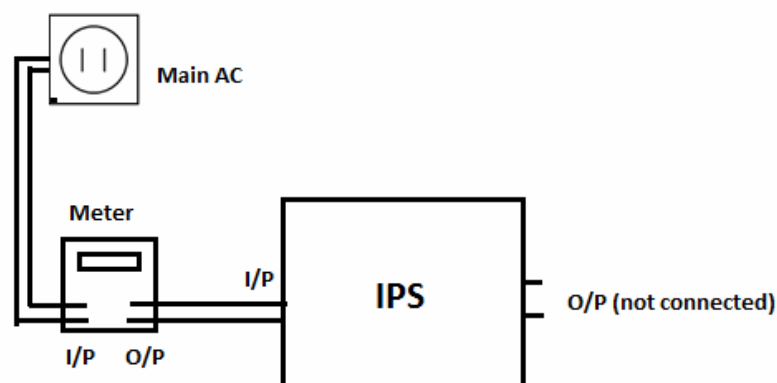 Main AC
Meter
I/P
IPS
O/P (not connected)
I/P O/P